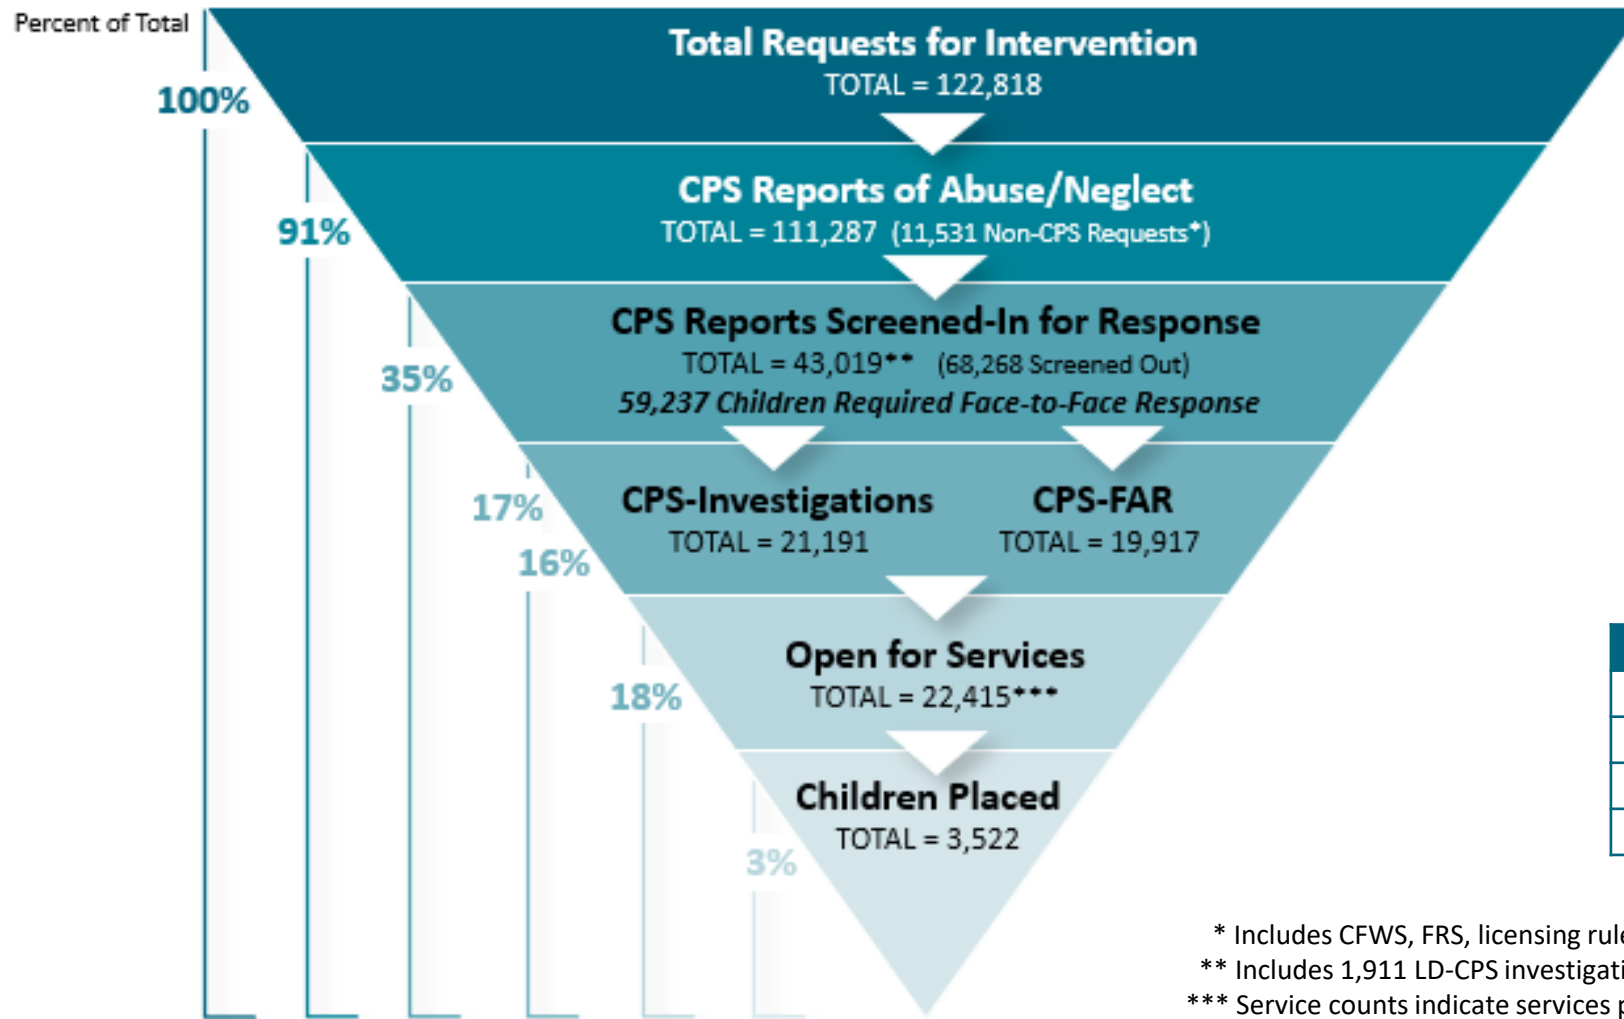 Percent of Total
Total Requests for Intervention
TOTAL = 122,818
100%
CPS Reports of Abuse/Neglect
TOTAL = 111,287 (11,531 Non-CPS Requests*)
91%
CPS Reports Screened-In for Response
TOTAL = 43,019** (68,268 Screened Out)
59,237 Children Required Face-to-Face Response
35%
CPS-Investigations CPS-FAR
TOTAL = 21,191 TOTAL = 19,917
17%
16%
Open for Services
TOTAL = 22,415***
18%
Children Placed
TOTAL = 3,522
3%
* Includes CFWS, FRS, licensing
** Includes 1,911 LD-CPS
*** Service counts indicate services